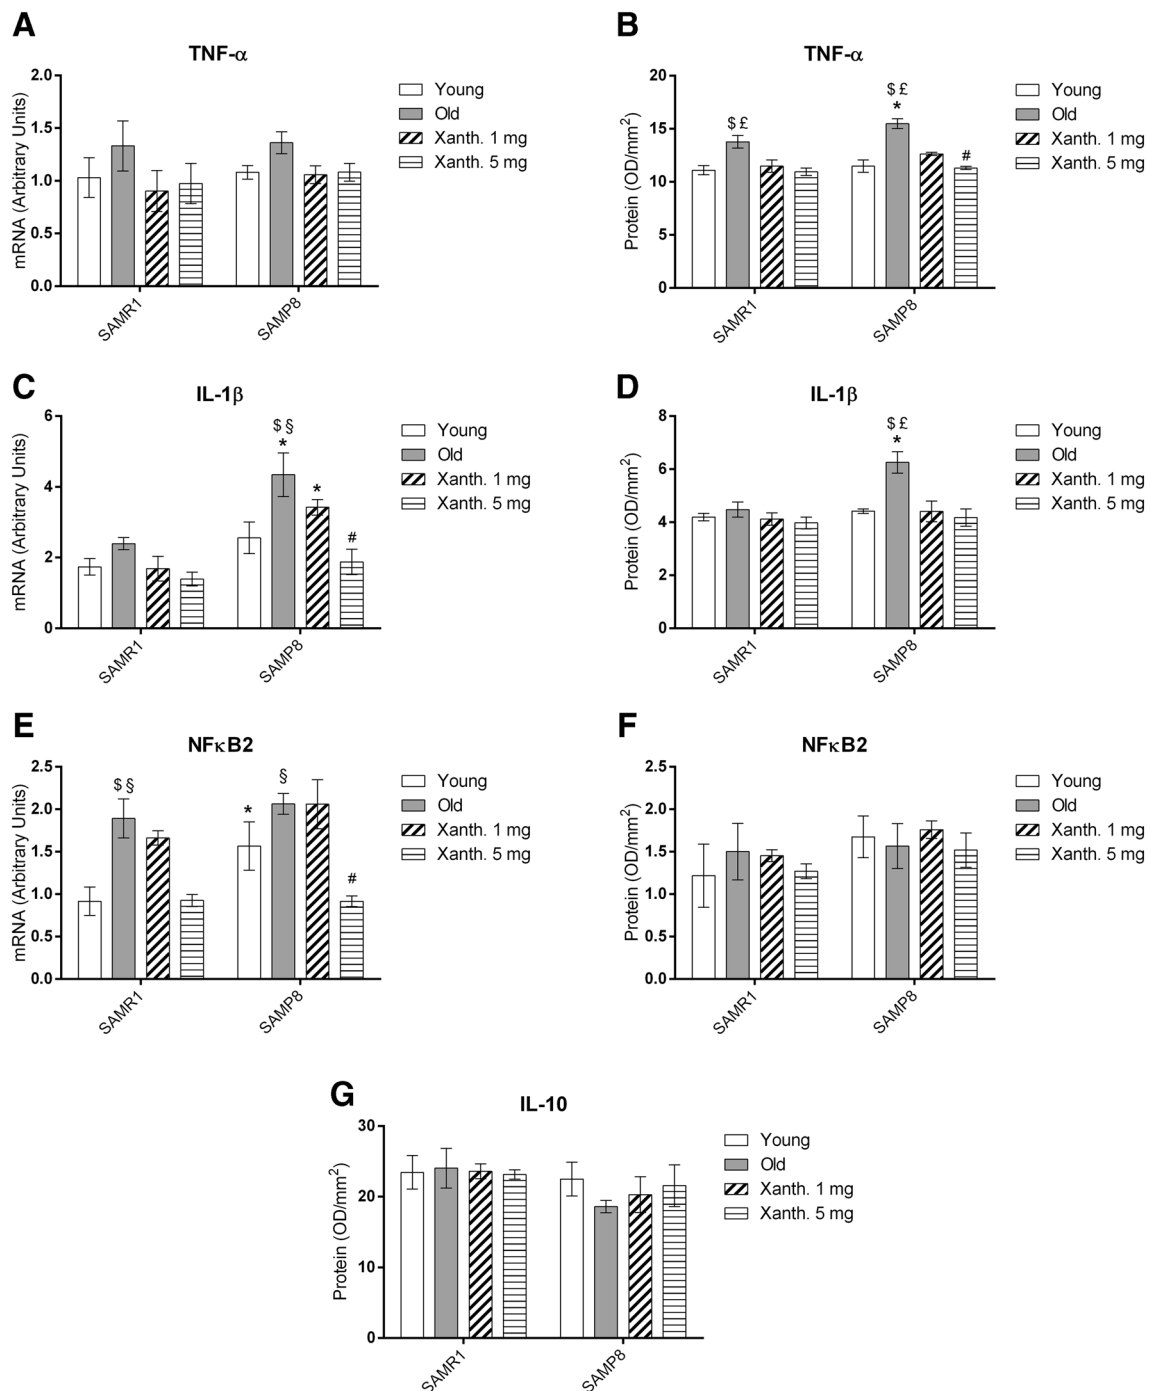 A
TNF-α
mRNA (Arbitrary Units)
2.0
1.5
1.0
0.5
0.0
SAMR1
SAMP8
Young
Old
Xanth. 1 mg
Xanth. 5 mg
B
TNF-α
Protein (OD/mm²)
20
15
10
5
0
$ £
$ £
*
#
SAMR1
SAMP8
Young
Old
Xanth. 1 mg
Xanth. 5 mg
C
IL-1β
mRNA (Arbitrary Units)
6
4
2
0
$ §
*
*
#
SAMR1
SAMP8
Young
Old
Xanth. 1 mg
Xanth. 5 mg
D
IL-1β
Protein (OD/mm²)
8
6
4
2
0
$ £
*
SAMR1
SAMP8
Young
Old
Xanth. 1 mg
Xanth. 5 mg
E
NFκB2
mRNA (Arbitrary Units)
2.5
2.0
1.5
1.0
0.5
0.0
$ §
*
§
#
SAMR1
SAMP8
Young
Old
Xanth. 1 mg
Xanth. 5 mg
F
NFκB2
Protein (OD/mm²)
2.5
2.0
1.5
1.0
0.5
0.0
SAMR1
SAMP8
Young
Old
Xanth. 1 mg
Xanth. 5 mg
G
IL-10
Protein (OD/mm²)
30
20
10
0
SAMR1
SAMP8
Young
Old
Xanth. 1 mg
Xanth. 5 mg